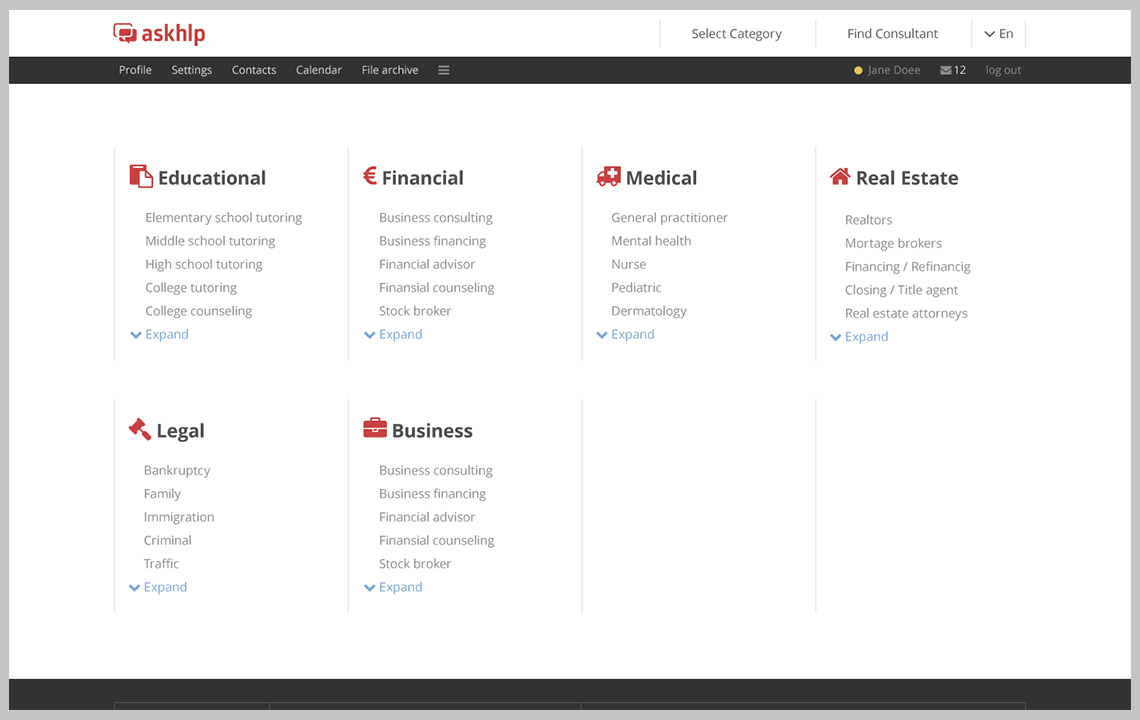 askhlp
Select Category
Find Consultant
En
Profile
Settings
Contacts
Calendar
File archive
Jane Doee
12
log out
Educational
Elementary school tutoring
Middle school tutoring
High school tutoring
College tutoring
College counseling
Expand
€ Financial
Business consulting
Business financing
Financial advisor
Finansial counseling
Stock broker
Expand
Medical
General practitioner
Mental health
Nurse
Pediatric
Dermatology
Expand
Real Estate
Realtors
Mortage brokers
Financing / Refinancig
Closing / Title agent
Real estate attorneys
Expand
Legal
Bankruptcy
Family
Immigration
Criminal
Traffic
Expand
Business
Business consulting
Business financing
Financial advisor
Finansial counseling
Stock broker
Expand